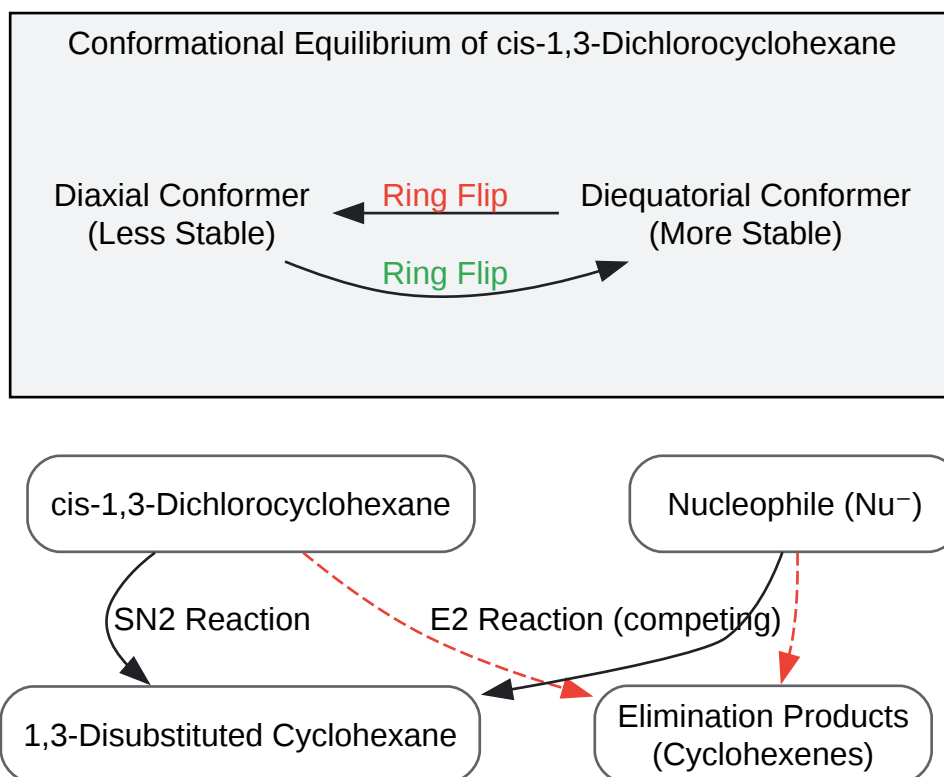 Conformational Equilibrium of cis-1,3-Dichlorocyclohexane
Diaxial Conformer
(Less Stable)
Ring Flip
Diequatorial Conformer
(More Stable)
Ring Flip
cis-1,3-Dichlorocyclohexane
Nucleophile (Nu⁻)
SN2 Reaction
E2 Reaction (competing)
1,3-Disubstituted Cyclohexane
Elimination Products
(Cyclohexenes)